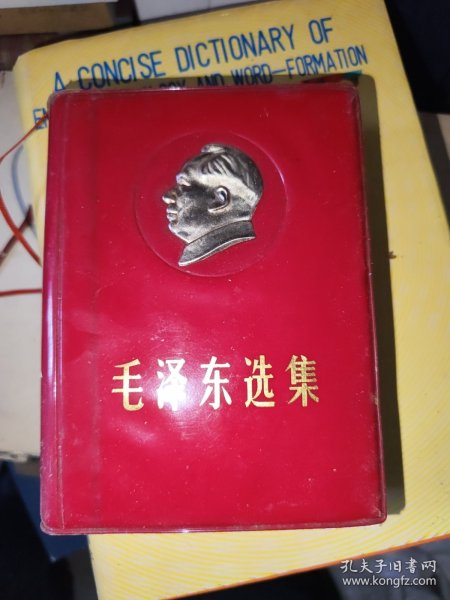 A CONCISE DICTIONARY OF
AND WORD-FORMATION
毛泽东选集
孔夫子旧书网
www.kongfz.com